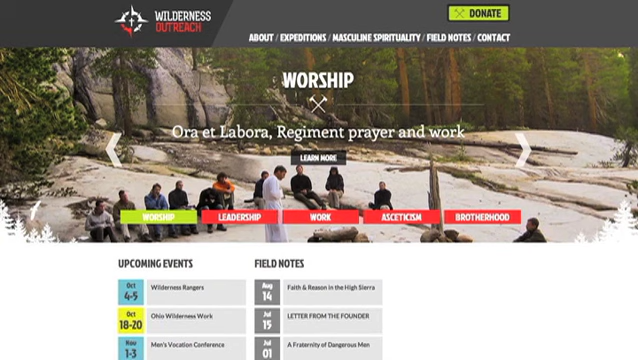 WILDERNESS
OUTREACH
DONATE
ABOUT / EXPEDITIONS / MASCULINE SPIRITUALITY / FIELD NOTES / CONTACT
WORSHIP
Ora et Labora, Regiment prayer and work
LEARN MORE
WORSHIP LEADERSHIP WORK ASCETICISM BROTHERHOOD
UPCOMING EVENTS
Oct
4-5
Wilderness Rangers
Oct
18-20
Ohio Wilderness Work
Nov
1-3
Men's Vocation Conference
FIELD NOTES
Aug
14
Faith & Reason in the High Sierra
Jul
15
LETTER FROM THE FOUNDER
Jul
01
A Fraternity of Dangerous Men